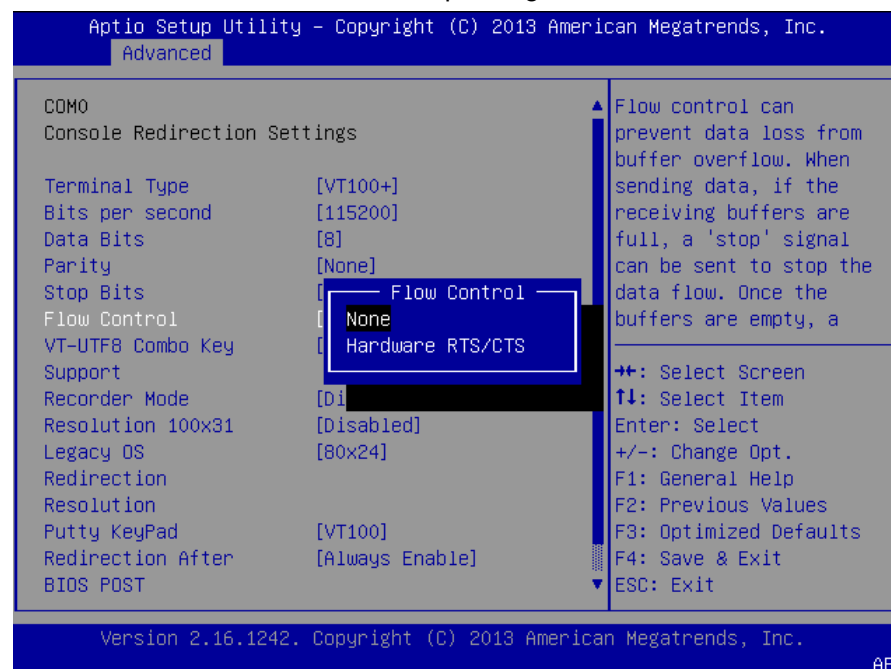 Aptio Setup Utility – Copyright (C) 2013 American Megatrends, Inc.
Advanced
COM0
Console Redirection Settings
Terminal Type [VT100+]
Bits per second [115200]
Data Bits [8]
Parity [None]
Stop Bits [
Flow Control [
VT-UTF8 Combo Key [
Support
Recorder Mode [Di
Resolution 100x31 [Disabled]
Legacy OS [80x24]
Redirection
Resolution
Putty KeyPad [VT100]
Redirection After [Always Enable]
BIOS POST
Flow Control
None
Hardware RTS/CTS
Flow control can
prevent data loss from
buffer overflow. When
sending data, if the
receiving buffers are
full, a 'stop' signal
can be sent to stop the
data flow. Once the
buffers are empty, a
→←: Select Screen
↑↓: Select Item
Enter: Select
+/-: Change Opt.
F1: General Help
F2: Previous Values
F3: Optimized Defaults
F4: Save & Exit
ESC: Exit
Version 2.16.1242. Copyright (C) 2013 American Megatrends, Inc.